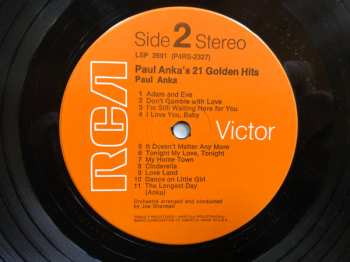 Side 2 Stereo
LSP 2691 (P4RS-2327)
Paul Anka's 21 Golden Hits
Paul Anka
1 Adam and Eve
2 Don't Gamble with Love
3 I'm Still Waiting Here for You
4 I Love You, Baby
RCA Victor
5 It Doesn't Matter Any More
6 Tonight My Love, Tonight
7 My Home Town
8 Cinderella
9 Love Land
10 Dance on Little Girl
11 The Longest Day
(Anka)
Orchestra arranged and conducted
by Joe Sherman